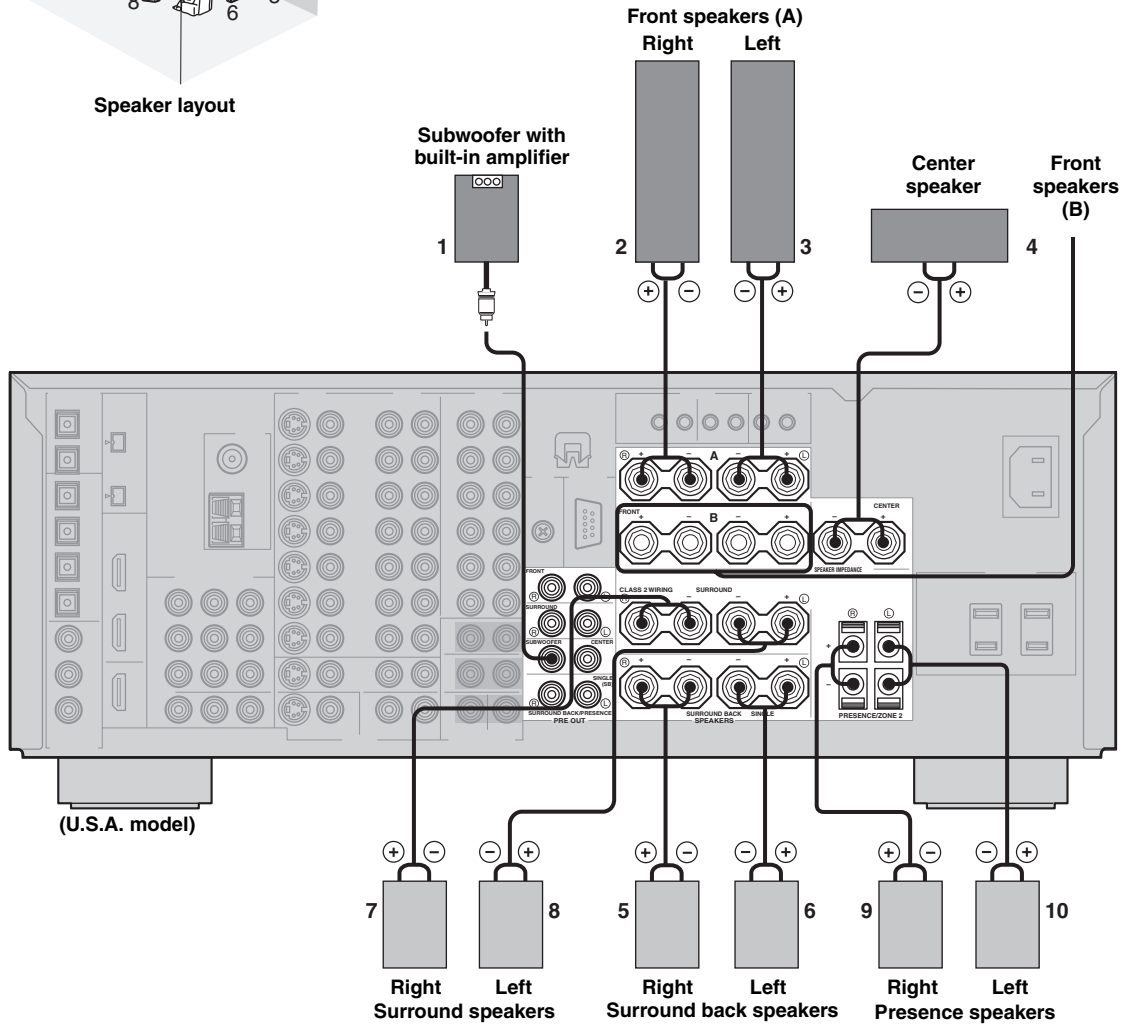 8
6
Speaker layout
Front speakers (A)
Right Left
Subwoofer with
built-in amplifier
Center
speaker
Front
speakers
(B)
1
2
3
4
+ − − +
− +
R + − A − + L
FRONT
+ − B − +
CENTER
− +
SPEAKER IMPEDANCE
FRONT
R L
SURROUND
R L
SUBWOOFER CENTER
SINGLE
(SB)
R L
SURROUND BACK/PRESENCE
PRE OUT
CLASS 2 WIRING SURROUND
R + − − + L
R + − − + L
SURROUND BACK SINGLE
SPEAKERS
R L
+
−
PRESENCE/ZONE 2
(U.S.A. model)
+ − − + + − − + + − − +
7 8 5 6 9 10
Right Left Right Left Right Left
Surround speakers Surround back speakers Presence speakers